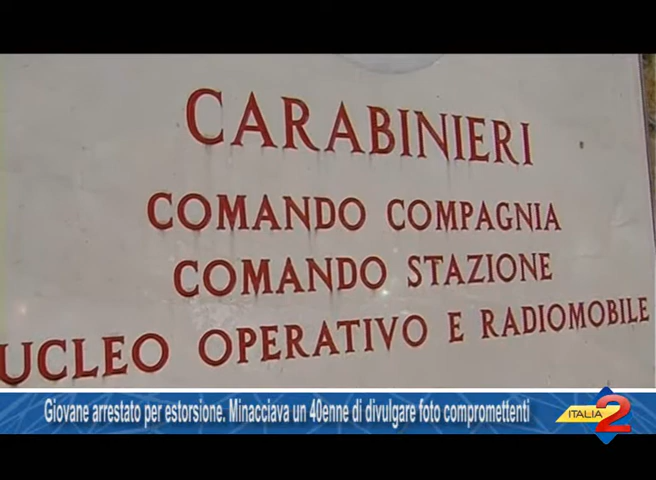 CARABINIERI
COMANDO COMPAGNIA
COMANDO STAZIONE
UCLEO OPERATIVO E RADIOMOBILE
Giovane arrestato per estorsione. Minacciava un 40enne di divulgare foto compromettenti
ITALIA 2